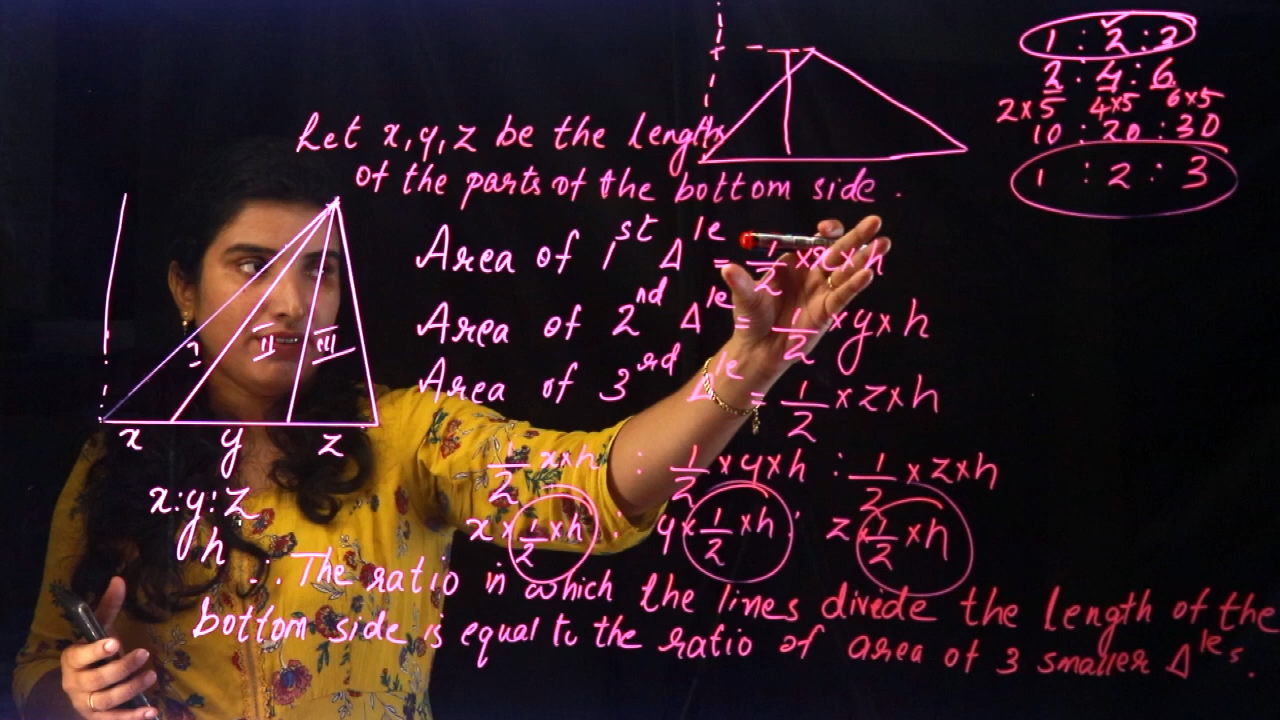 1 : 2 : 3
2 : 4 : 6
2×5 4×5 6×5
10 : 20 : 30
1 : 2 : 3
Let x, y, z be the lengths
of the parts of the bottom side.
Area of 1st Δle = 1/2 × x × h
Area of 2nd Δle = 1/2 × y × h
Area of 3rd Δle = 1/2 × z × h
I II III
x y z
x : y : z
h
1/2 x × h : 1/2 × y × h : 1/2 × z × h
x × 1/2 × h : y × 1/2 × h : z × 1/2 × h
∴ The ratio in which the lines divide the length of the
bottom side is equal to the ratio of area of 3 smaller Δles.